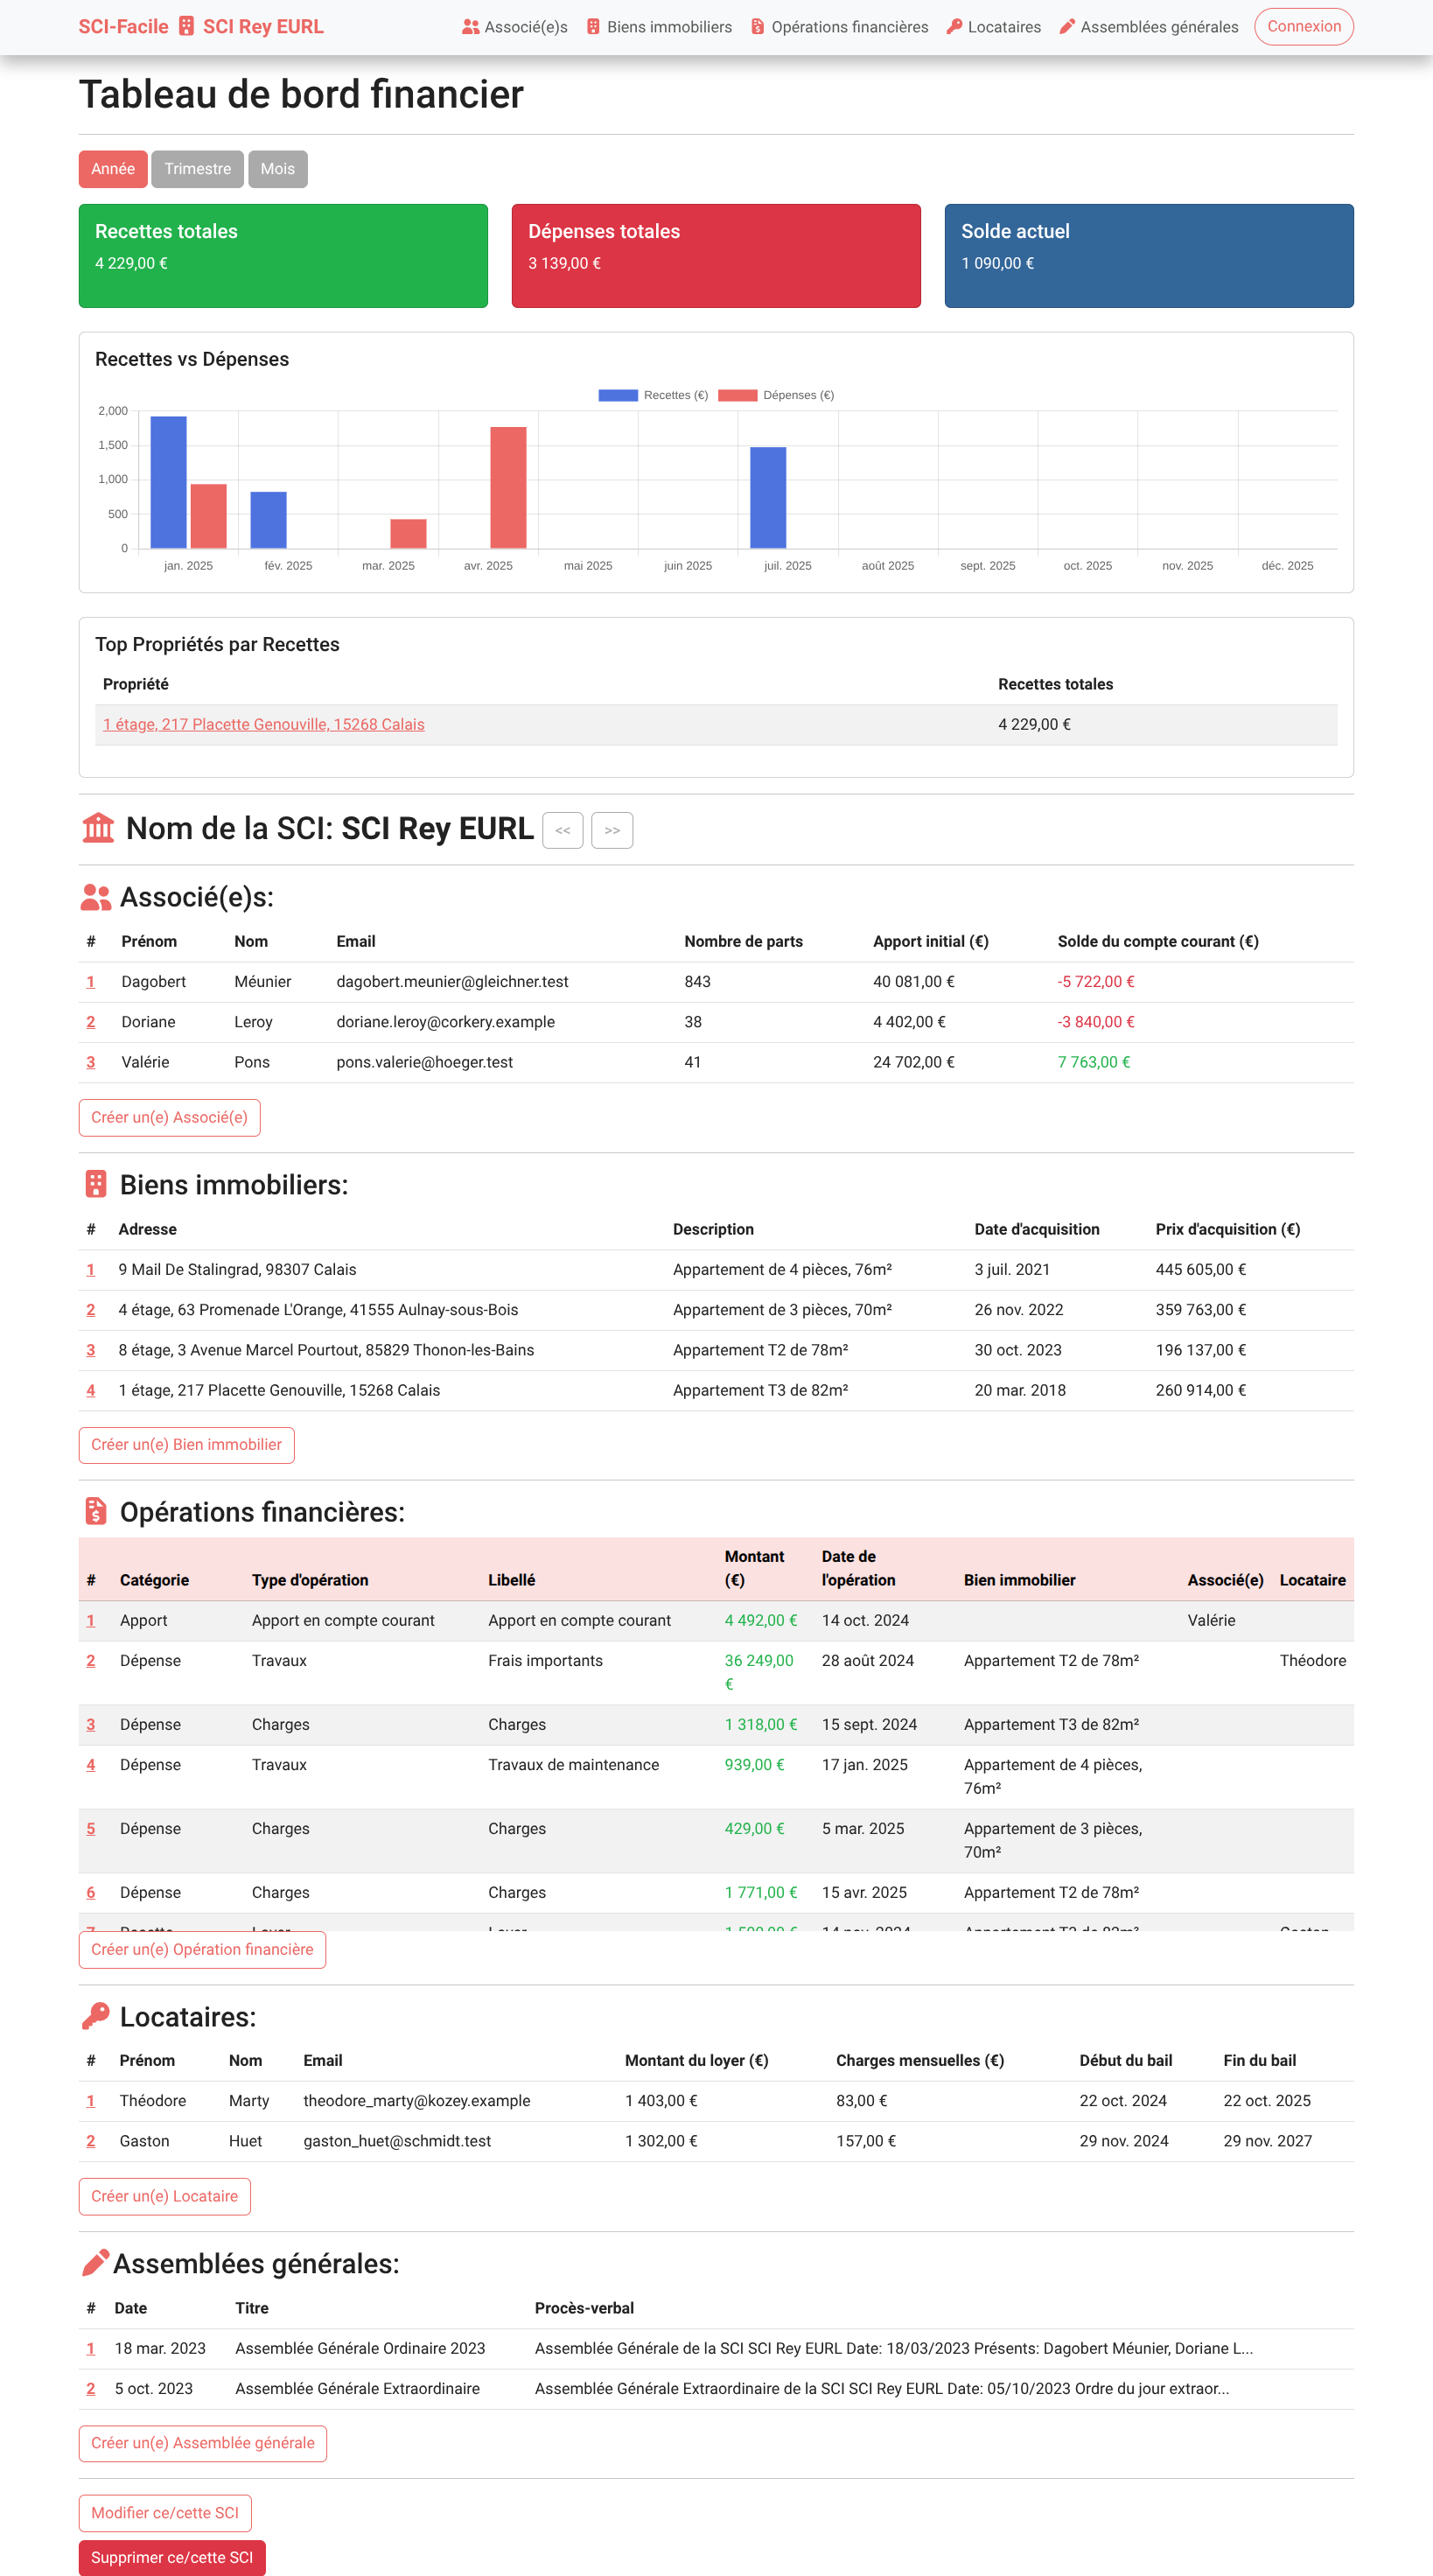 SCI-Facile SCI Rey EURL Associé(e)s Biens immobiliers Opérations financières Locataires Assemblées générales Connexion
Tableau de bord financier
Année Trimestre Mois
Recettes totales Dépenses totales Solde actuel
4 229,00 € 3 139,00 € 1 090,00 €
Recettes vs Dépenses
Recettes (€) Dépenses (€)
2,000
1,500
1,000
500
0
jan. 2025 fév. 2025 mar. 2025 avr. 2025 mai 2025 juin 2025 juil. 2025 août 2025 sept. 2025 oct. 2025 nov. 2025 déc. 2025
Top Propriétés par Recettes
Propriété Recettes totales
1 étage, 217 Placette Genouville, 15268 Calais 4 229,00 €
Nom de la SCI: SCI Rey EURL << >>
Associé(e)s:
# Prénom Nom Email Nombre de parts Apport initial (€) Solde du compte courant (€)
1 Dagobert Méunier dagobert.meunier@gleichner.test 843 40 081,00 € -5 722,00 €
2 Doriane Leroy doriane.leroy@corkery.example 38 4 402,00 € -3 840,00 €
3 Valérie Pons pons.valerie@hoeger.test 41 24 702,00 € 7 763,00 €
Créer un(e) Associé(e)
Biens immobiliers:
# Adresse Description Date d'acquisition Prix d'acquisition (€)
1 9 Mail De Stalingrad, 98307 Calais Appartement de 4 pièces, 76m² 3 juil. 2021 445 605,00 €
2 4 étage, 63 Promenade L'Orange, 41555 Aulnay-sous-Bois Appartement de 3 pièces, 70m² 26 nov. 2022 359 763,00 €
3 8 étage, 3 Avenue Marcel Pourtout, 85829 Thonon-les-Bains Appartement T2 de 78m² 30 oct. 2023 196 137,00 €
4 1 étage, 217 Placette Genouville, 15268 Calais Appartement T3 de 82m² 20 mar. 2018 260 914,00 €
Créer un(e) Bien immobilier
Opérations financières:
Montant Date de
# Catégorie Type d'opération Libellé (€) l'opération Bien immobilier Associé(e) Locataire
1 Apport Apport en compte courant Apport en compte courant 4 492,00 € 14 oct. 2024 Valérie
2 Dépense Travaux Frais importants 36 249,00 28 août 2024 Appartement T2 de 78m² Théodore
€
3 Dépense Charges Charges 1 318,00 € 15 sept. 2024 Appartement T3 de 82m²
4 Dépense Travaux Travaux de maintenance 939,00 € 17 jan. 2025 Appartement de 4 pièces,
76m²
5 Dépense Charges Charges 429,00 € 5 mar. 2025 Appartement de 3 pièces,
70m²
6 Dépense Charges Charges 1 771,00 € 15 avr. 2025 Appartement T2 de 78m²
Créer un(e) Opération financière
Locataires:
# Prénom Nom Email Montant du loyer (€) Charges mensuelles (€) Début du bail Fin du bail
1 Théodore Marty theodore_marty@kozey.example 1 403,00 € 83,00 € 22 oct. 2024 22 oct. 2025
2 Gaston Huet gaston_huet@schmidt.test 1 302,00 € 157,00 € 29 nov. 2024 29 nov. 2027
Créer un(e) Locataire
Assemblées générales:
# Date Titre Procès-verbal
1 18 mar. 2023 Assemblée Générale Ordinaire 2023 Assemblée Générale de la SCI SCI Rey EURL Date: 18/03/2023 Présents: Dagobert Méunier, Doriane L...
2 5 oct. 2023 Assemblée Générale Extraordinaire Assemblée Générale Extraordinaire de la SCI SCI Rey EURL Date: 05/10/2023 Ordre du jour extraor...
Créer un(e) Assemblée générale
Modifier ce/cette SCI
Supprimer ce/cette SCI